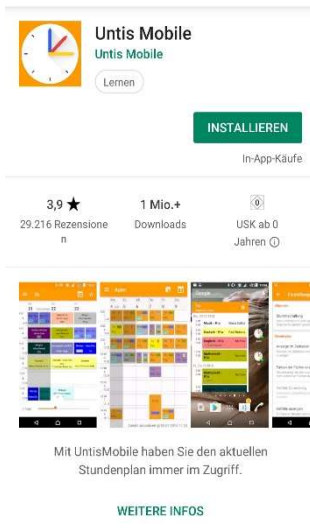 Untis Mobile
Untis Mobile
Lernen
INSTALLIEREN
In-App-Käufe
3,9 ★
29.216 Rezensione
n
1 Mio.+
Downloads
0
USK ab 0
Jahren
Mit UntisMobile haben Sie den aktuellen
Stundenplan immer im Zugriff.
WEITERE INFOS